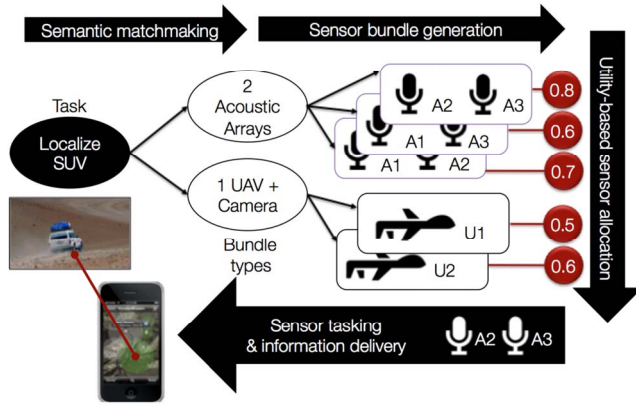 Semantic matchmaking
Sensor bundle generation
Task
Localize
SUV
2
Acoustic
Arrays
1 UAV +
Camera
Bundle
types
A2 A3
A1 A3
A1 A2
U1
U2
0.8
0.6
0.7
0.5
0.6
Utility-based sensor allocation
Sensor tasking
& information delivery
A2 A3